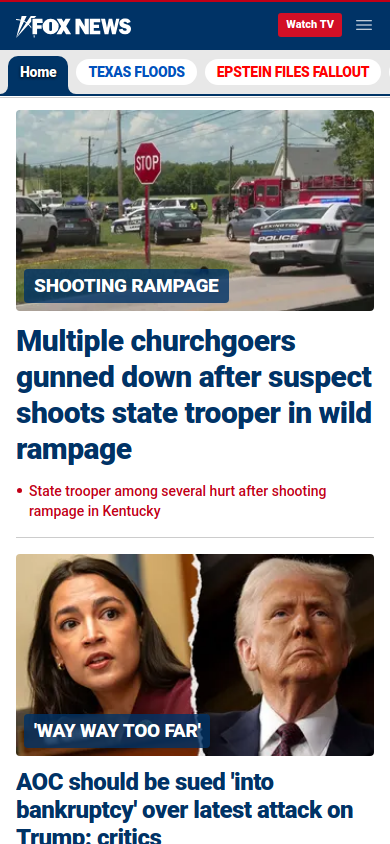 FOX NEWS
Watch TV
Home
TEXAS FLOODS
EPSTEIN FILES FALLOUT
STOP
LEXINGTON
POLICE
SHOOTING RAMPAGE
Multiple churchgoers
gunned down after suspect
shoots state trooper in wild
rampage
• State trooper among several hurt after shooting
rampage in Kentucky
'WAY WAY TOO FAR'
AOC should be sued 'into
bankruptcy' over latest attack on
Trump: critics